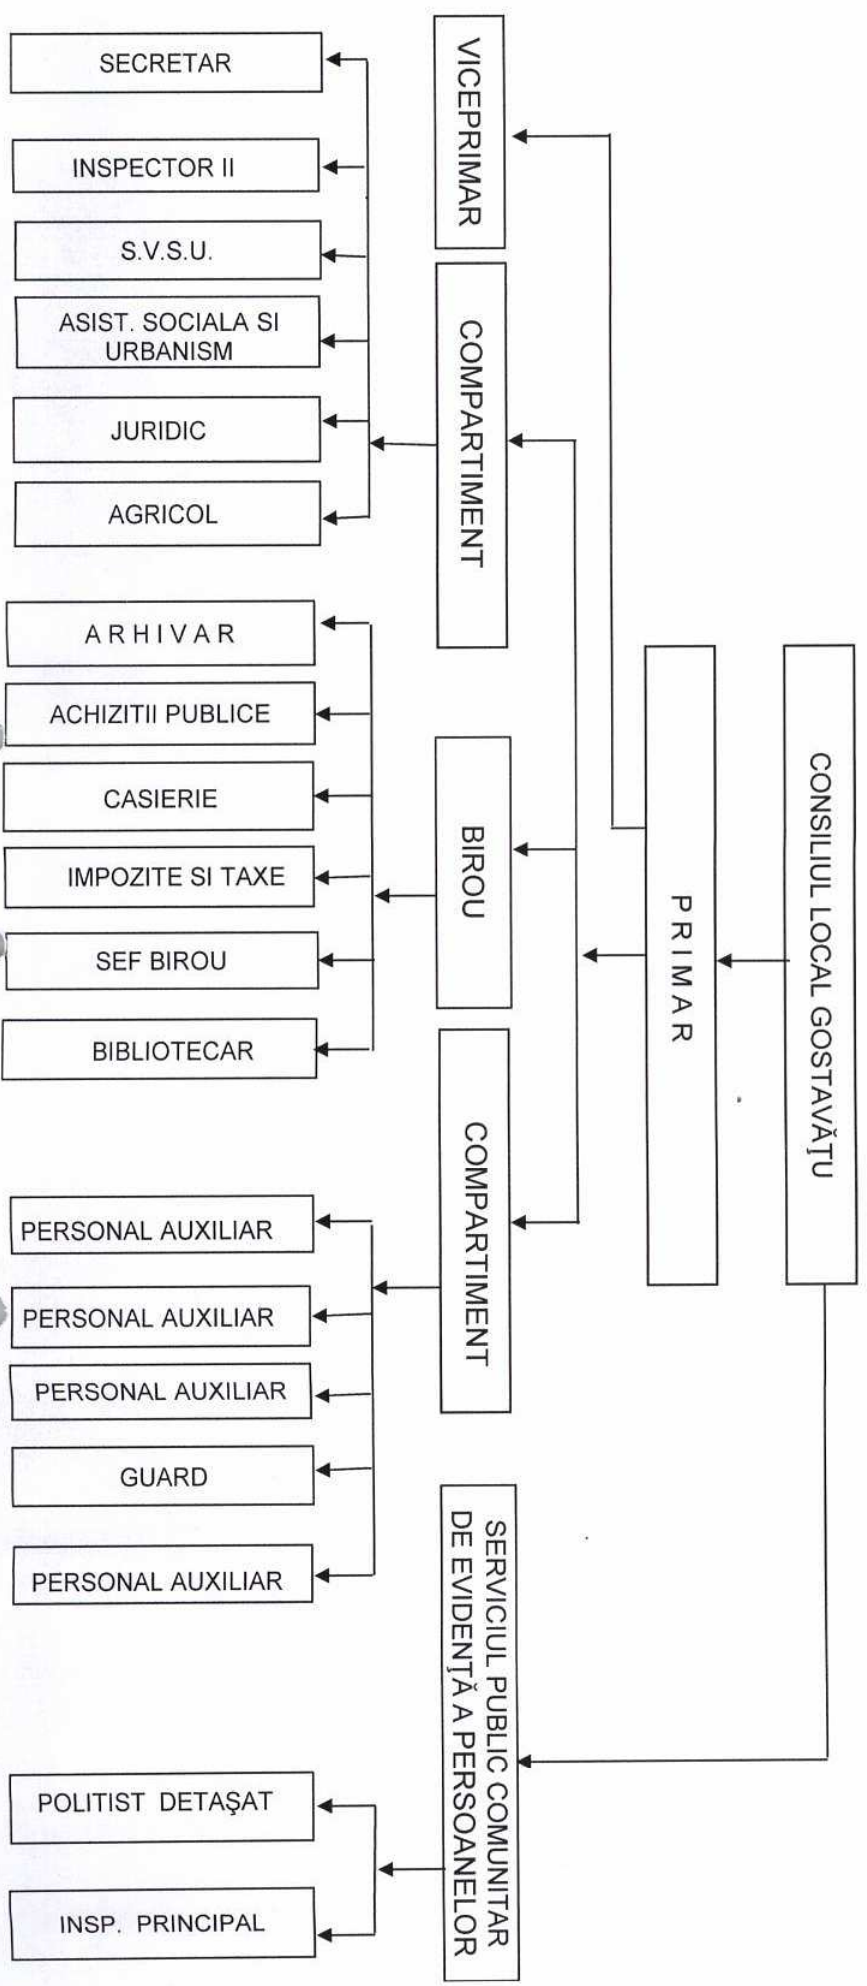 CONSILIUL LOCAL GOSTAVĂŢU
P R I M A R
VICEPRIMAR
COMPARTIMENT
BIROU
COMPARTIMENT
SERVICIUL PUBLIC COMUNITAR
DE EVIDENŢĂ A PERSOANELOR
SECRETAR
INSPECTOR II
S.V.S.U.
ASIST. SOCIALA SI
URBANISM
JURIDIC
AGRICOL
A R H I V A R
ACHIZITII PUBLICE
CASIERIE
IMPOZITE SI TAXE
SEF BIROU
BIBLIOTECAR
PERSONAL AUXILIAR
PERSONAL AUXILIAR
PERSONAL AUXILIAR
GUARD
PERSONAL AUXILIAR
POLITIST DETAŞAT
INSP. PRINCIPAL